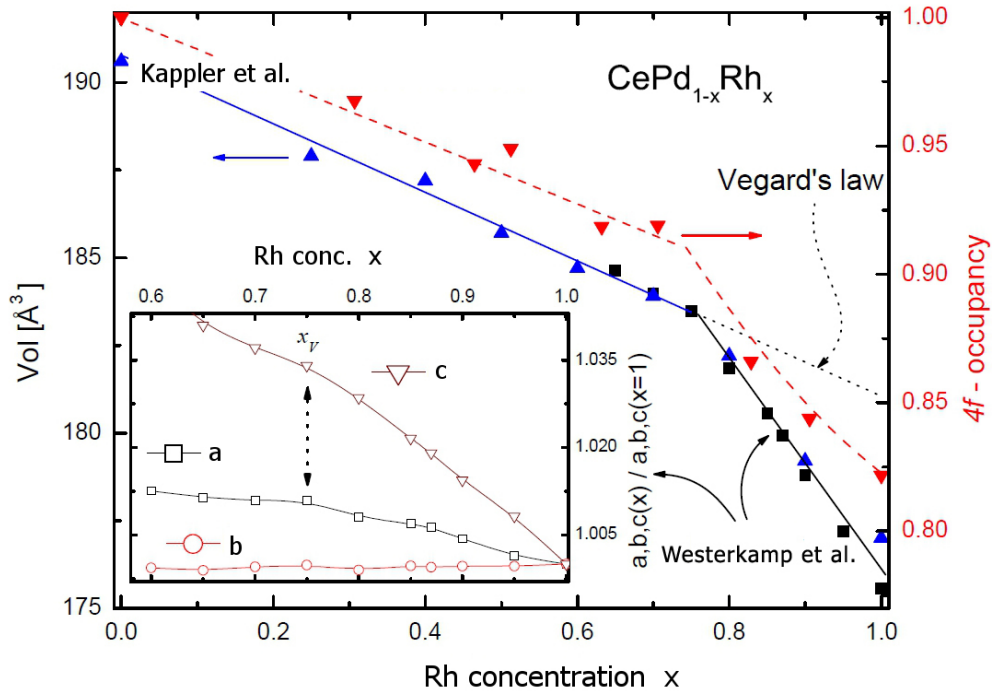 1.00
190
Kappler et al.
CePd1-xRhx
0.95
Vegard's law
Rh conc. x
185
0.90
0.6 0.7 0.8 0.9 1.0
Vol [Å³]
xV
c
1.035
a,b,c(x) / a,b,c(x=1)
4f - occupancy
0.85
180
a
1.020
b
1.005
0.80
Westerkamp et al.
175
0.0 0.2 0.4 0.6 0.8 1.0
Rh concentration x